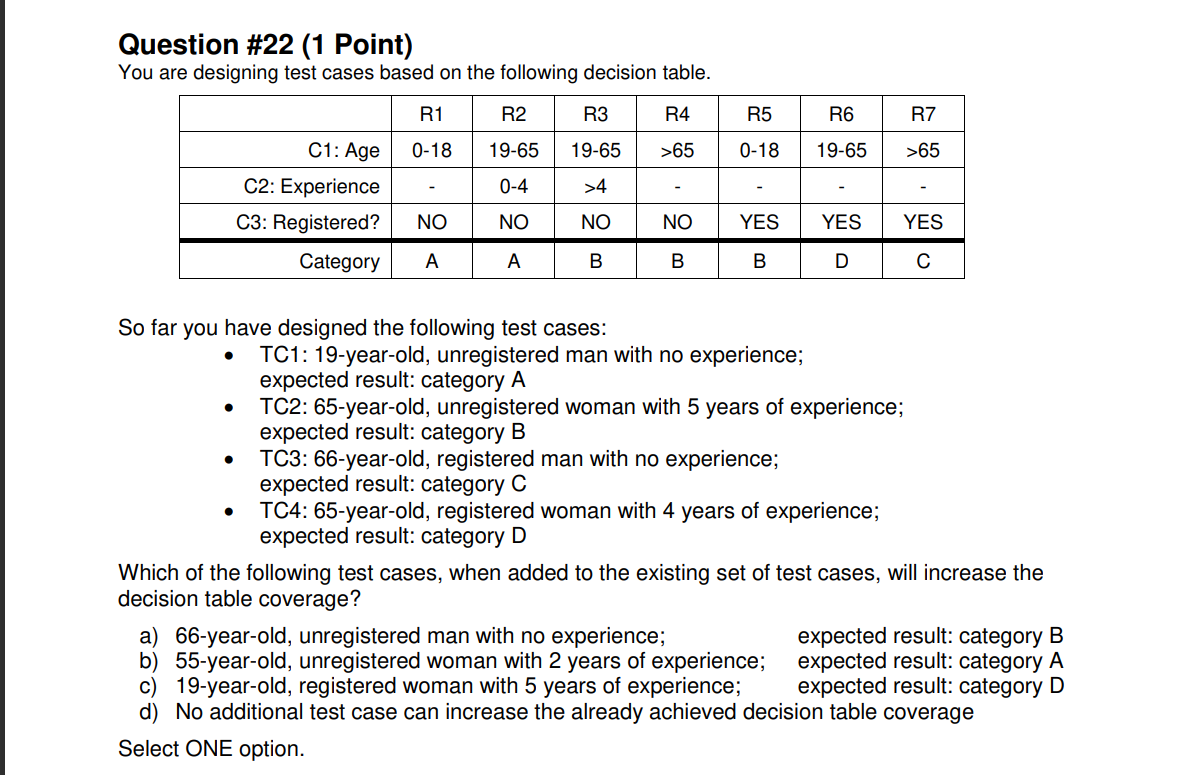 Question #22 (1 Point)
You are designing test cases based on the following decision table.
R1 R2 R3 R4 R5 R6 R7
C1: Age 0-18 19-65 19-65 >65 0-18 19-65 >65
C2: Experience - 0-4 >4 - - - -
C3: Registered? NO NO NO NO YES YES YES
Category A A B B B D C
So far you have designed the following test cases:
• TC1: 19-year-old, unregistered man with no experience;
expected result: category A
• TC2: 65-year-old, unregistered woman with 5 years of experience;
expected result: category B
• TC3: 66-year-old, registered man with no experience;
expected result: category C
• TC4: 65-year-old, registered woman with 4 years of experience;
expected result: category D
Which of the following test cases, when added to the existing set of test cases, will increase the
decision table coverage?
a) 66-year-old, unregistered man with no experience; expected result: category B
b) 55-year-old, unregistered woman with 2 years of experience; expected result: category A
c) 19-year-old, registered woman with 5 years of experience; expected result: category D
d) No additional test case can increase the already achieved decision table coverage
Select ONE option.